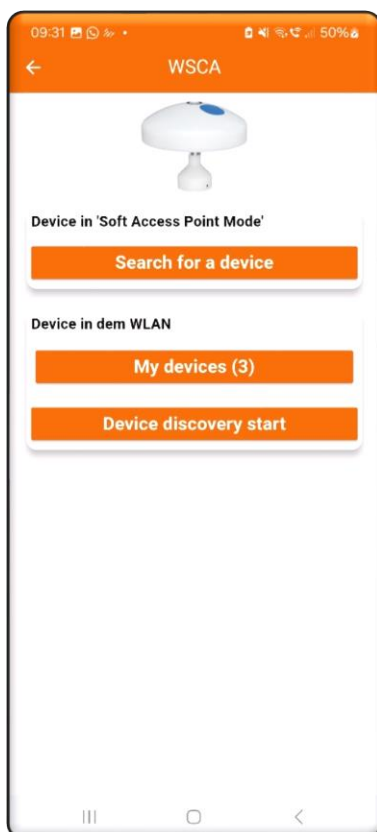 09:31 50%
WSCA
Device in 'Soft Access Point Mode'
Search for a device
Device in dem WLAN
My devices (3)
Device discovery start